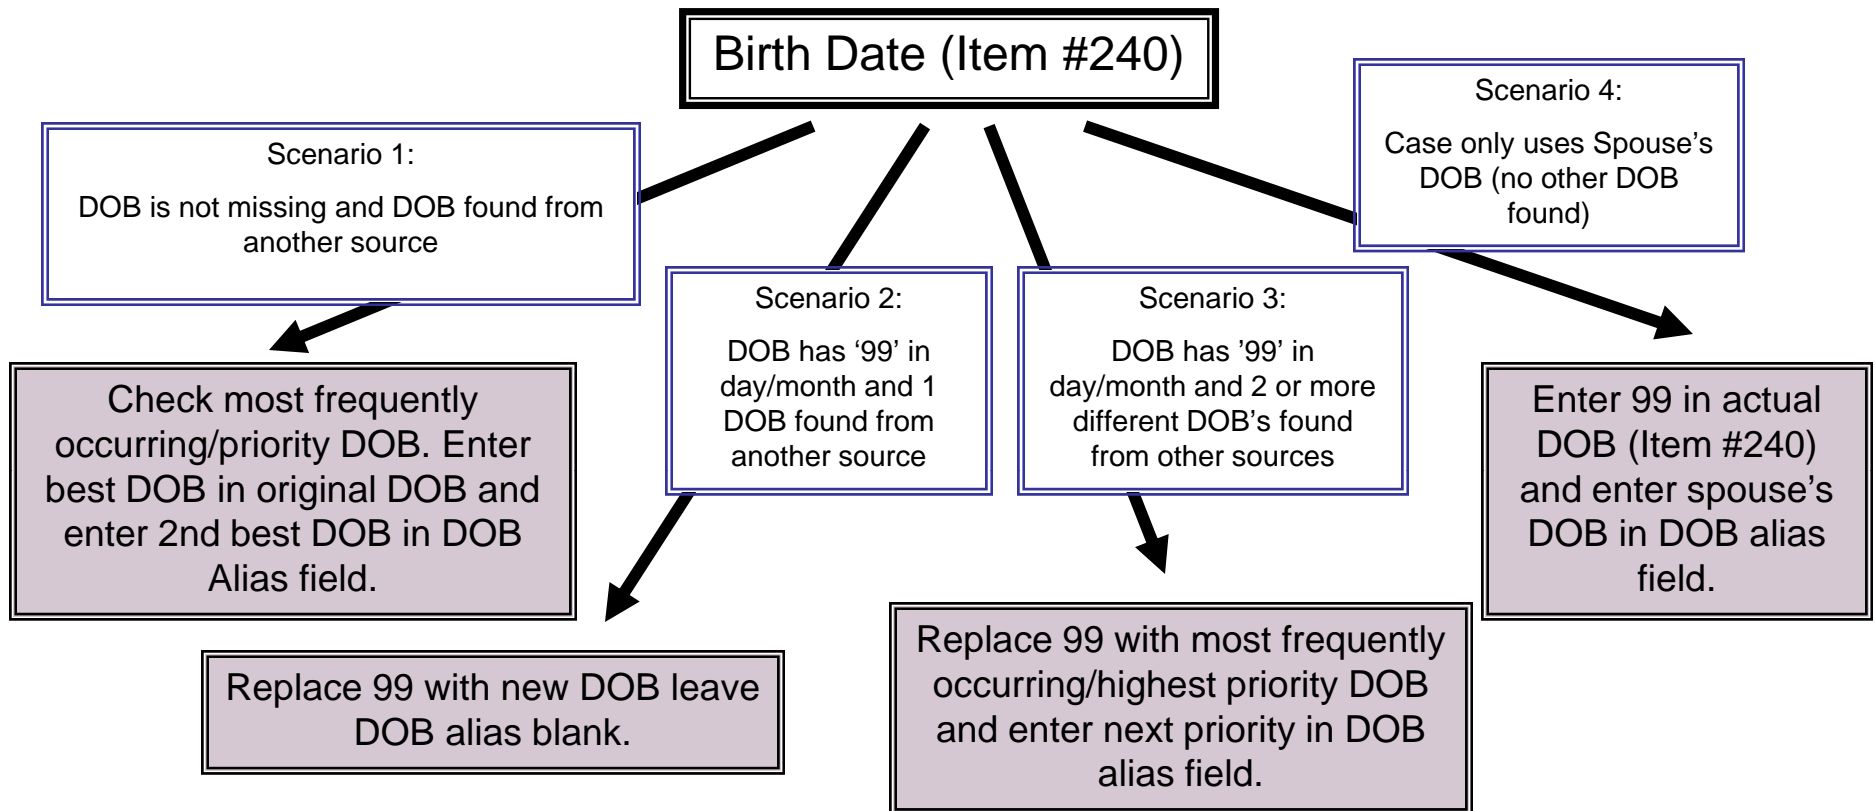 Birth Date (Item #240)
Scenario 1:
DOB is not missing and DOB found from
another source
Check most frequently
occurring/priority DOB. Enter
best DOB in original DOB and
enter 2nd best DOB in DOB
Alias field.
Scenario 2:
DOB has ‘99’ in
day/month and 1
DOB found from
another source
Replace 99 with new DOB leave
DOB alias blank.
Scenario 3:
DOB has ’99’ in
day/month and 2 or more
different DOB’s found
from other sources
Replace 99 with most frequently
occurring/highest priority DOB
and enter next priority in DOB
alias field.
Scenario 4:
Case only uses Spouse’s
DOB (no other DOB
found)
Enter 99 in actual
DOB (Item #240)
and enter spouse’s
DOB in DOB alias
field.